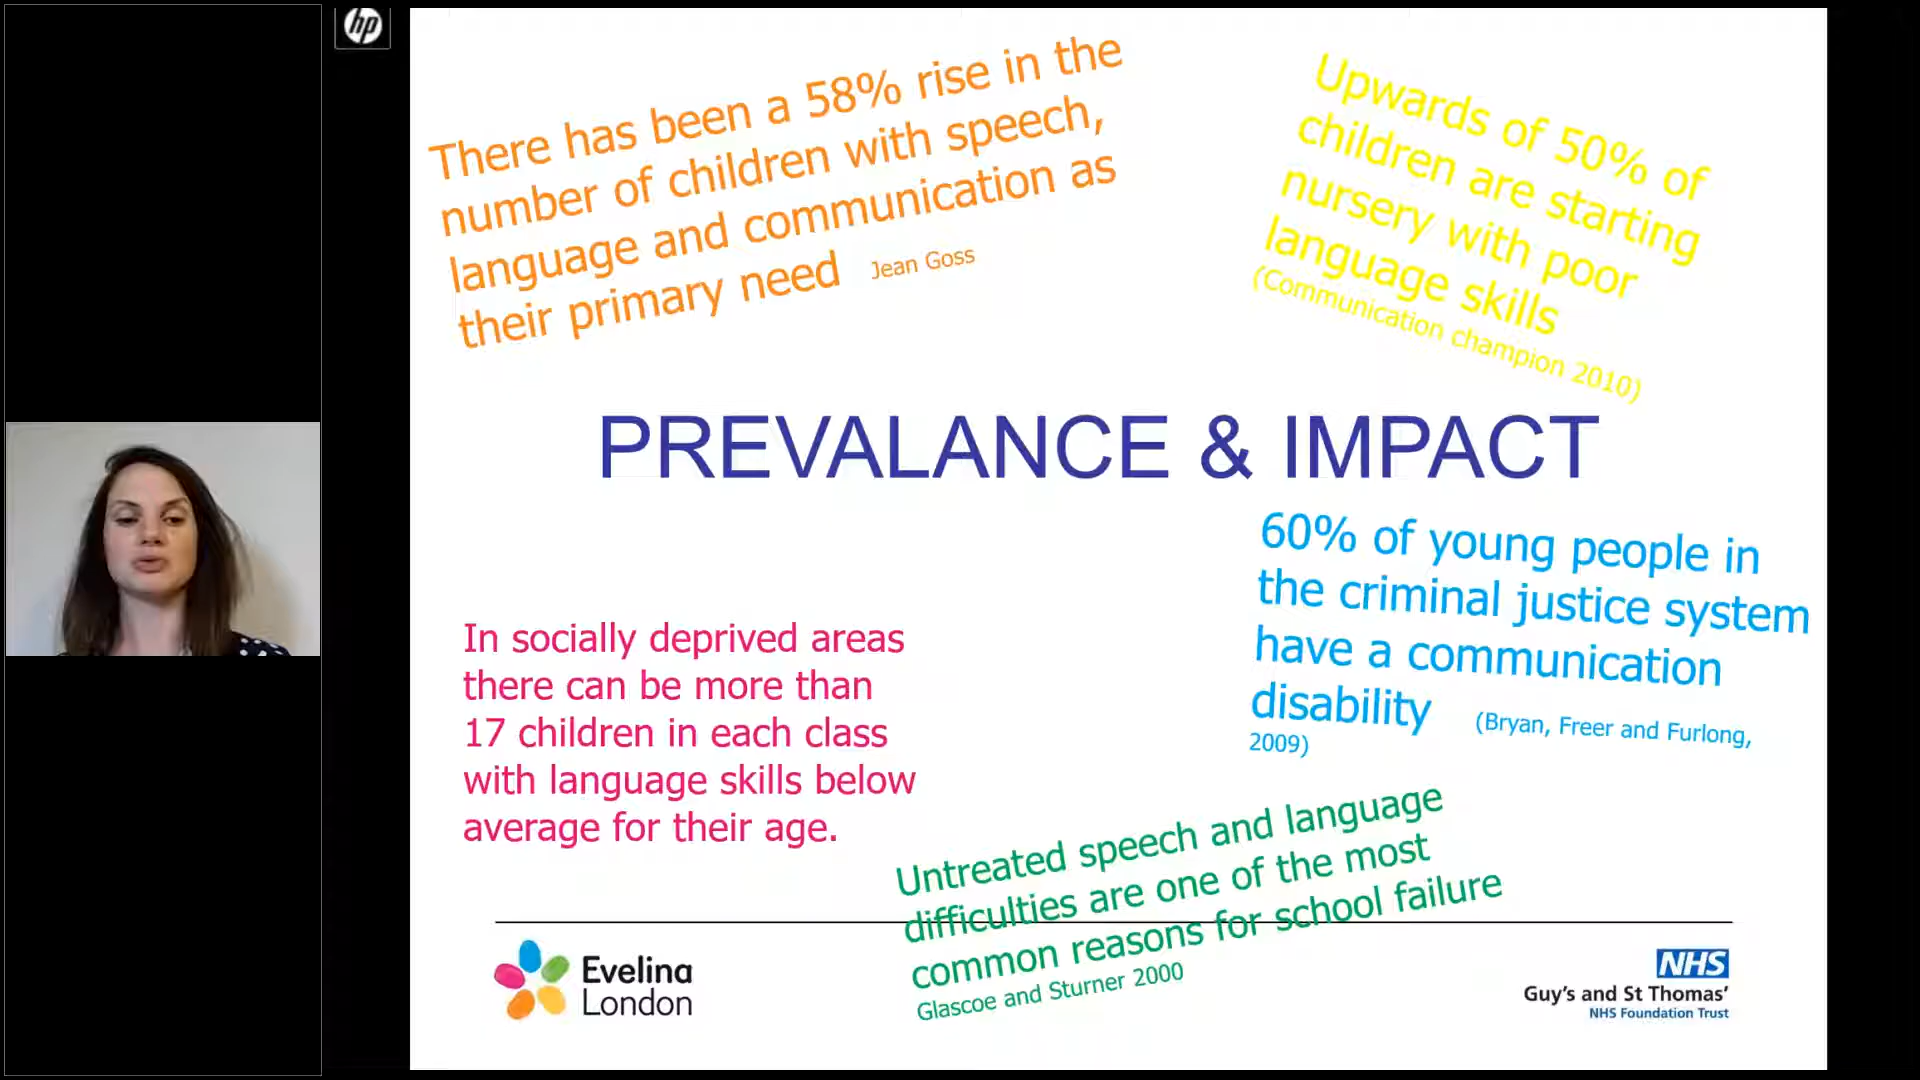 hp
There has been a 58% rise in the
number of children with speech,
language and communication as
their primary need Jean Goss
Upwards of 50% of
children are starting
nursery with poor
language skills
(Communication champion 2010)
PREVALANCE & IMPACT
60% of young people in
the criminal justice system
have a communication
disability (Bryan, Freer and Furlong,
2009)
In socially deprived areas
there can be more than
17 children in each class
with language skills below
average for their age.
Untreated speech and language
difficulties are one of the most
common reasons for school failure
Glascoe and Sturner 2000
Evelina
London
NHS
Guy's and St Thomas'
NHS Foundation Trust